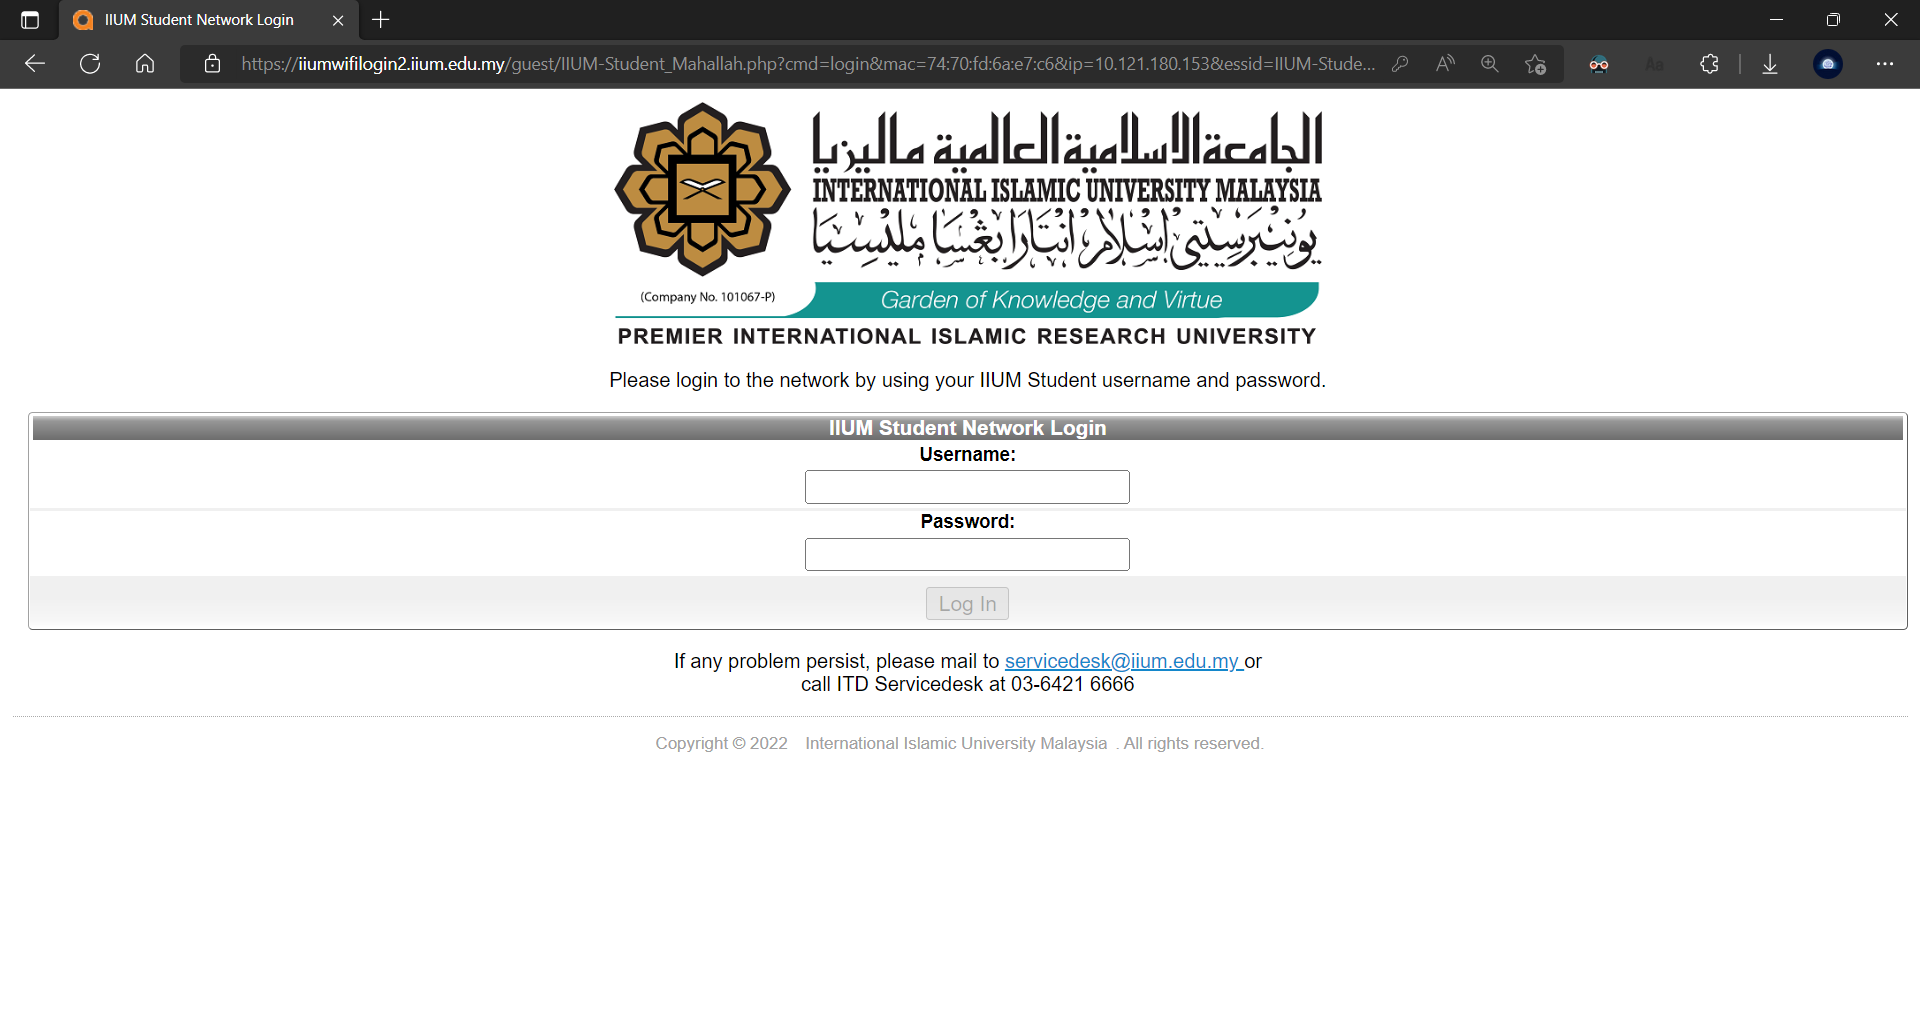 IIUM Student Network Login
https://iiumwifilogin2.iium.edu.my/guest/IIUM-Student_Mahallah.php?cmd=login&mac=74:70:fd:6a:e7:c6&ip=10.121.180.153&essid=IIUM-Stude...
الجامعة الإسلامية العالمية ماليزيا
INTERNATIONAL ISLAMIC UNIVERSITY MALAYSIA
يونيۏرسيتي اسلام انتارابڠسا مليسيا
(Company No. 101067-P)
Garden of Knowledge and Virtue
PREMIER INTERNATIONAL ISLAMIC RESEARCH UNIVERSITY
Please login to the network by using your IIUM Student username and password.
IIUM Student Network Login
Username:
Password:
Log In
If any problem persist, please mail to servicedesk@iium.edu.my or
call ITD Servicedesk at 03-6421 6666
Copyright © 2022 International Islamic University Malaysia . All rights reserved.